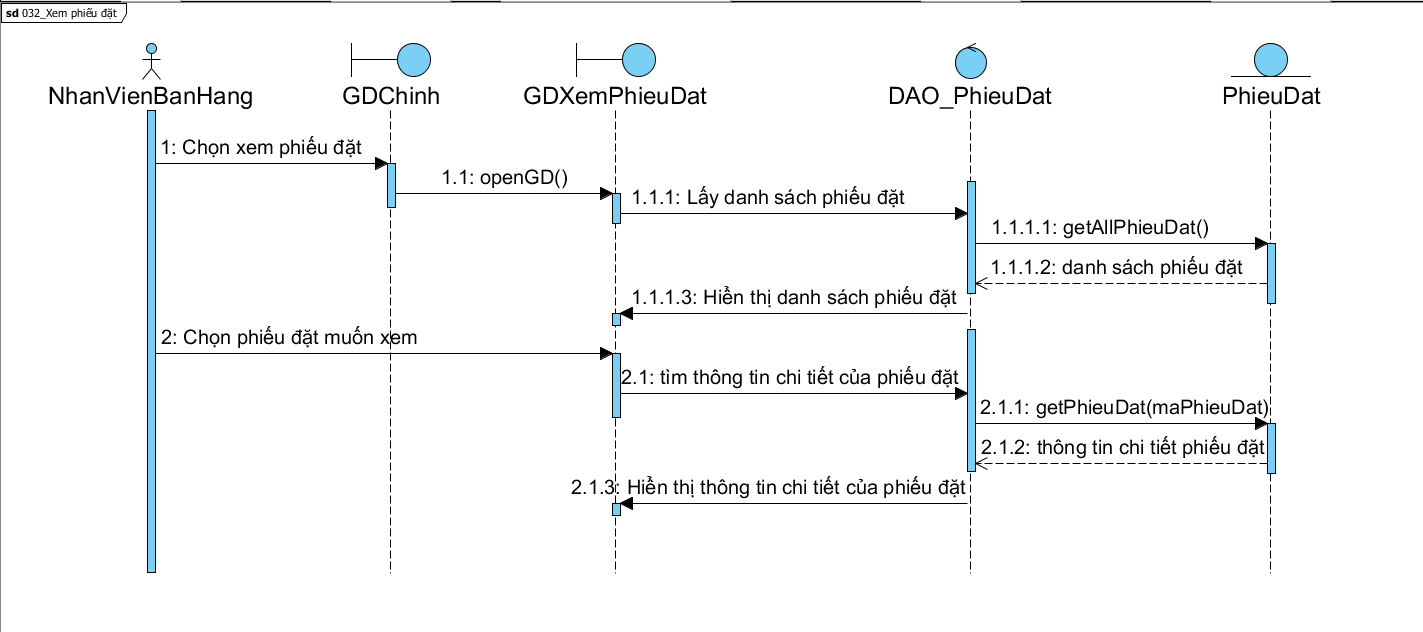 sd 032_Xem phiếu đặt
NhanVienBanHang
GDChinh
GDXemPhieuDat
DAO_PhieuDat
PhieuDat
1: Chọn xem phiếu đặt
1.1: openGD()
1.1.1: Lấy danh sách phiếu đặt
1.1.1.1: getAllPhieuDat()
1.1.1.2: danh sách phiếu đặt
1.1.1.3: Hiển thị danh sách phiếu đặt
2: Chọn phiếu đặt muốn xem
2.1: tìm thông tin chi tiết của phiếu đặt
2.1.1: getPhieuDat(maPhieuDat)
2.1.2: thông tin chi tiết phiếu đặt
2.1.3: Hiển thị thông tin chi tiết của phiếu đặt